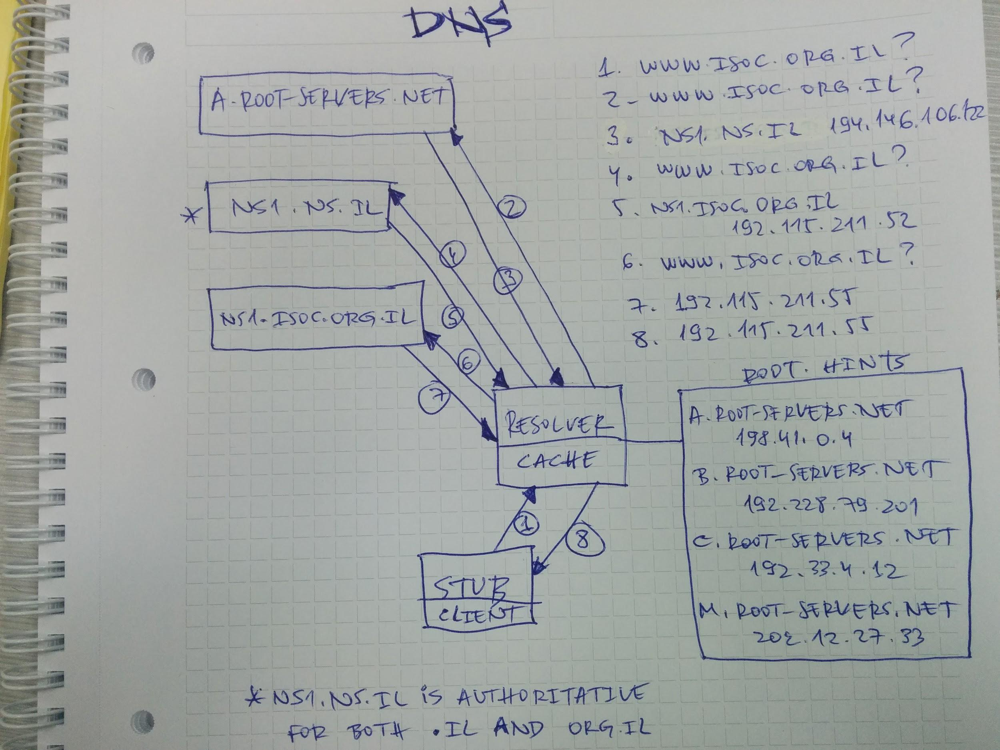 DNS
A.ROOT-SERVERS.NET
* NS1.NS.IL
NS1.ISOC.ORG.IL
2
4
3
5
6
7
RESOLVER
CACHE
1
8
STUB
CLIENT
1. WWW.ISOC.ORG.IL?
2- WWW.ISOC.ORG.IL?
3. NS1.NS.IL 194.146.106.122
4. WWW.ISOC.ORG.IL?
5. NS1.ISOC.ORG.IL
192.115.211.52
6. WWW.ISOC.ORG.IL?
7. 192.115.211.55
8. 192.115.211.55
ROOT. HINTS
A.ROOT-SERVERS.NET
198.41.0.4
B.ROOT-SERVERS.NET
192.228.79.201
C.ROOT-SERVERS.NET
192.33.4.12
M.ROOT-SERVERS.NET
202.12.27.33
* NS1.NS.IL iS AUTHORITATIVE
FOR BOTH .IL AND ORG.IL